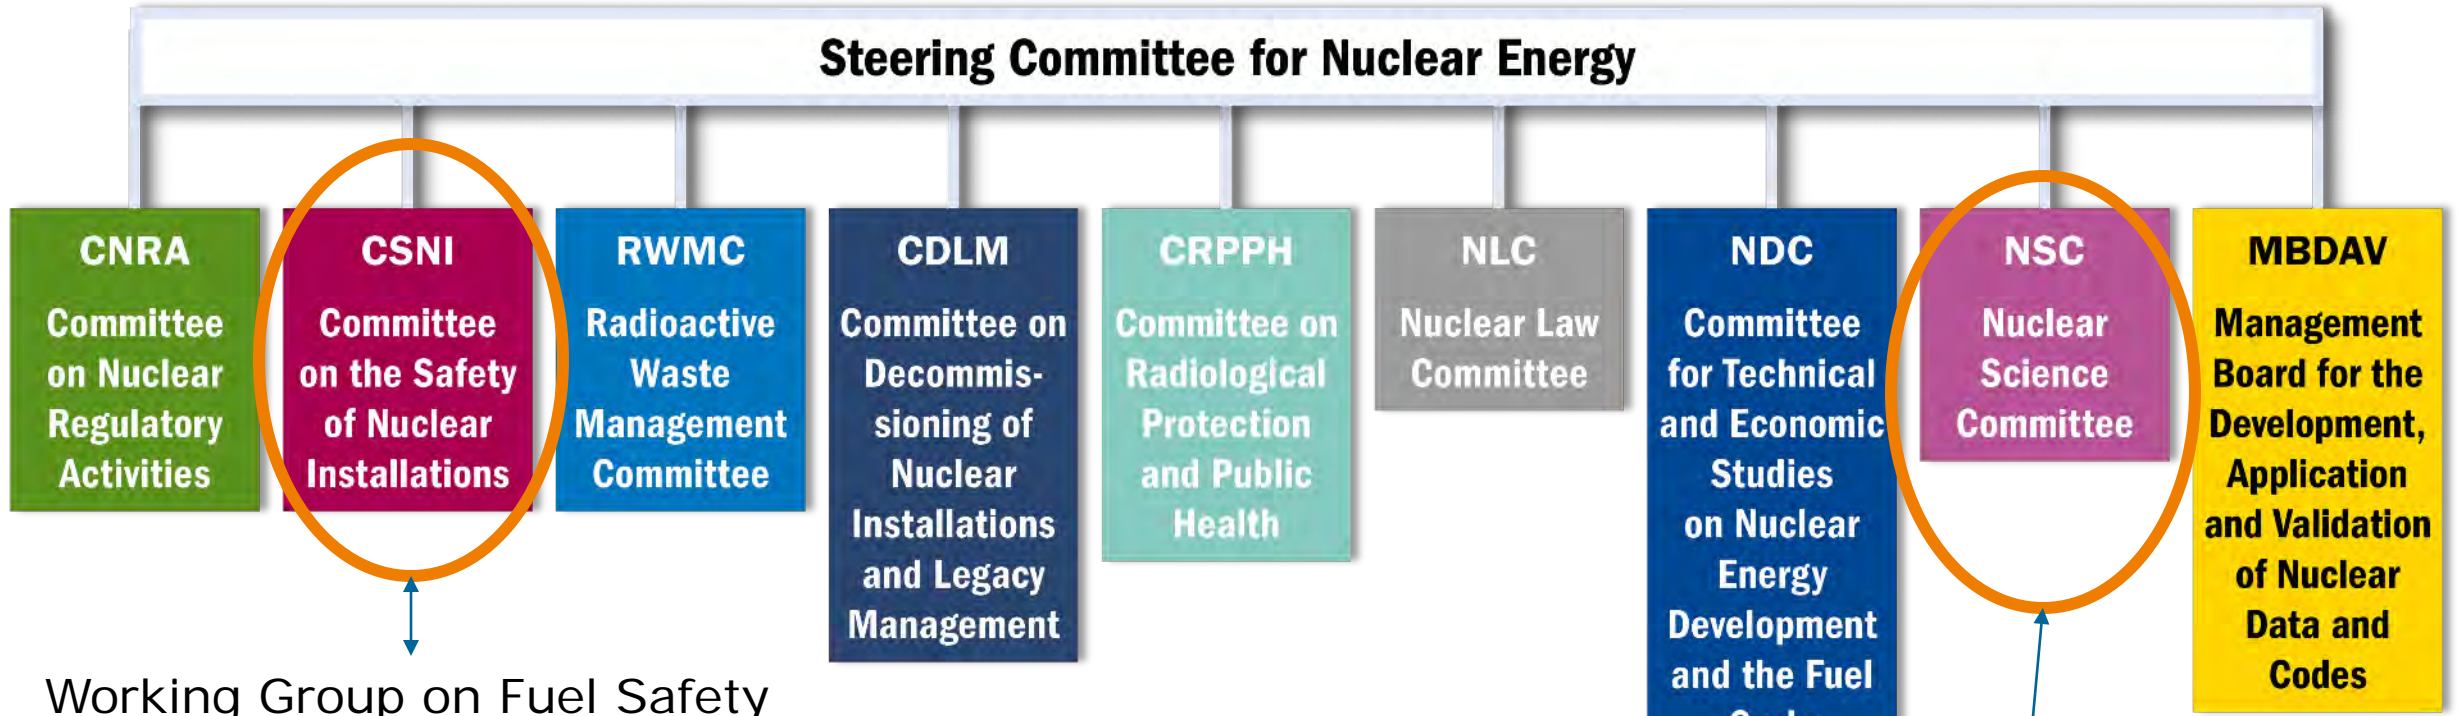 Steering Committee for Nuclear Energy
CNRA
Committee
on Nuclear
Regulatory
Activities
CSNI
Committee
on the Safety
of Nuclear
Installations
RWMC
Radioactive
Waste
Management
Committee
CDLM
Committee on
Decommis-
sioning of
Nuclear
Installations
and Legacy
Management
CRPPH
Committee on
Radiological
Protection
and Public
Health
NLC
Nuclear Law
Committee
NDC
Committee
for Technical
and Economic
Studies
on Nuclear
Energy
Development
and the Fuel
NSC
Nuclear
Science
Committee
MBDAV
Management
Board for the
Development,
Application
and Validation
of Nuclear
Data and
Codes
Working Group on Fuel Safety